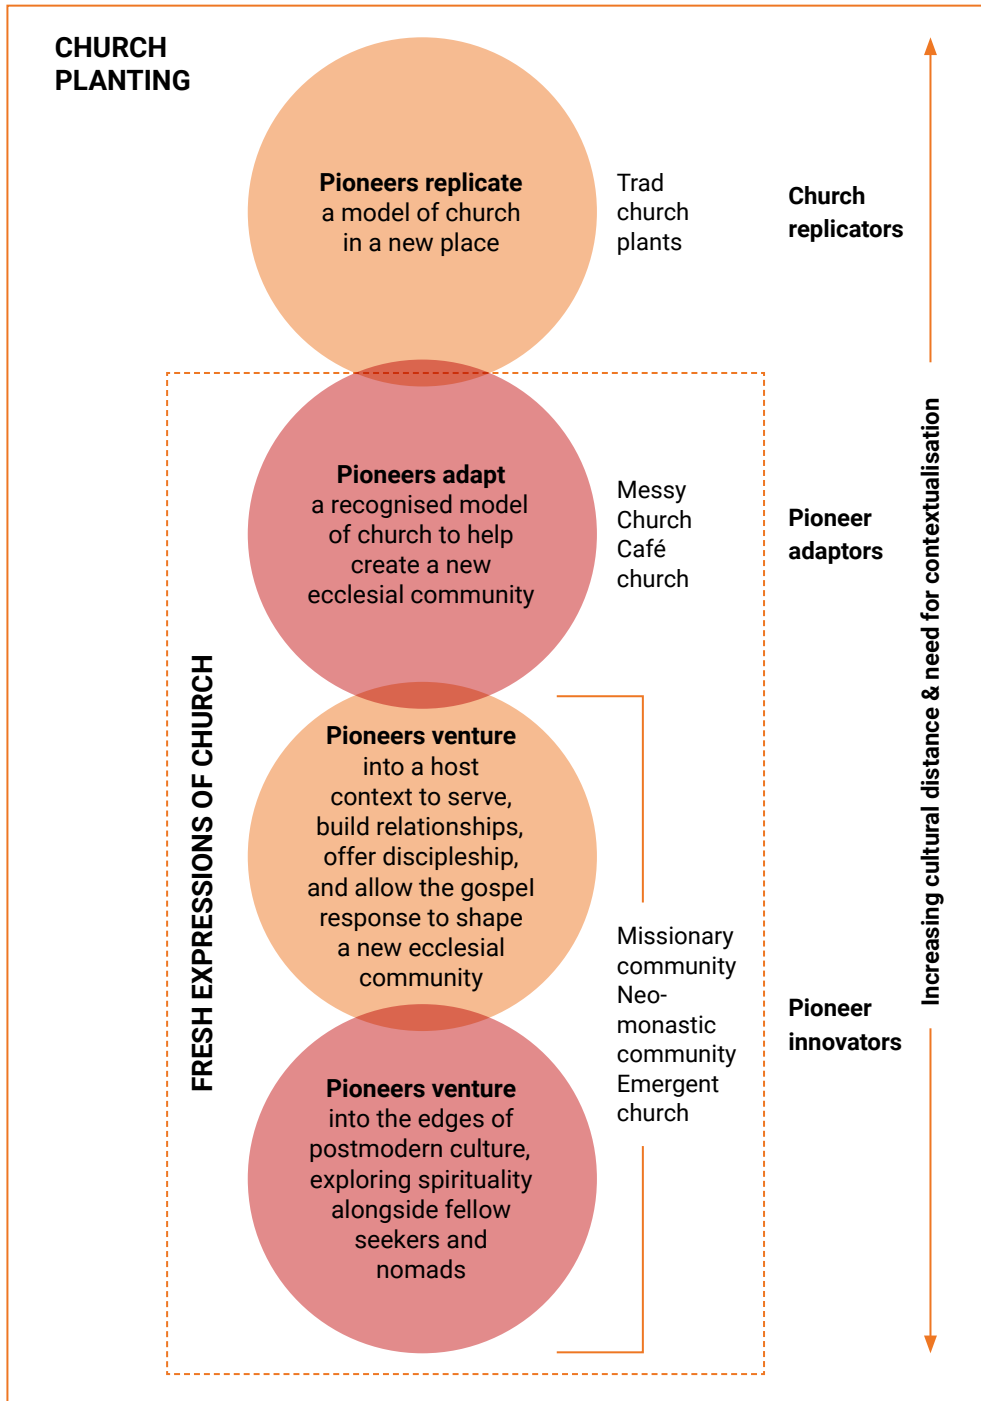 CHURCH
PLANTING
Pioneers replicate
a model of church
in a new place
Trad
church
plants
Church
replicators
Pioneers adapt
a recognised model
of church to help
create a new
ecclesial community
Messy
Church
Café
church
Pioneer
adaptors
FRESH EXPRESSIONS OF CHURCH
Pioneers venture
into a host
context to serve,
build relationships,
offer discipleship,
and allow the gospel
response to shape
a new ecclesial
community
Missionary
community
Neo-
monastic
community
Emergent
church
Pioneer
innovators
Pioneers venture
into the edges of
postmodern culture,
exploring spirituality
alongside fellow
seekers and
nomads
Increasing cultural distance & need for contextualisation